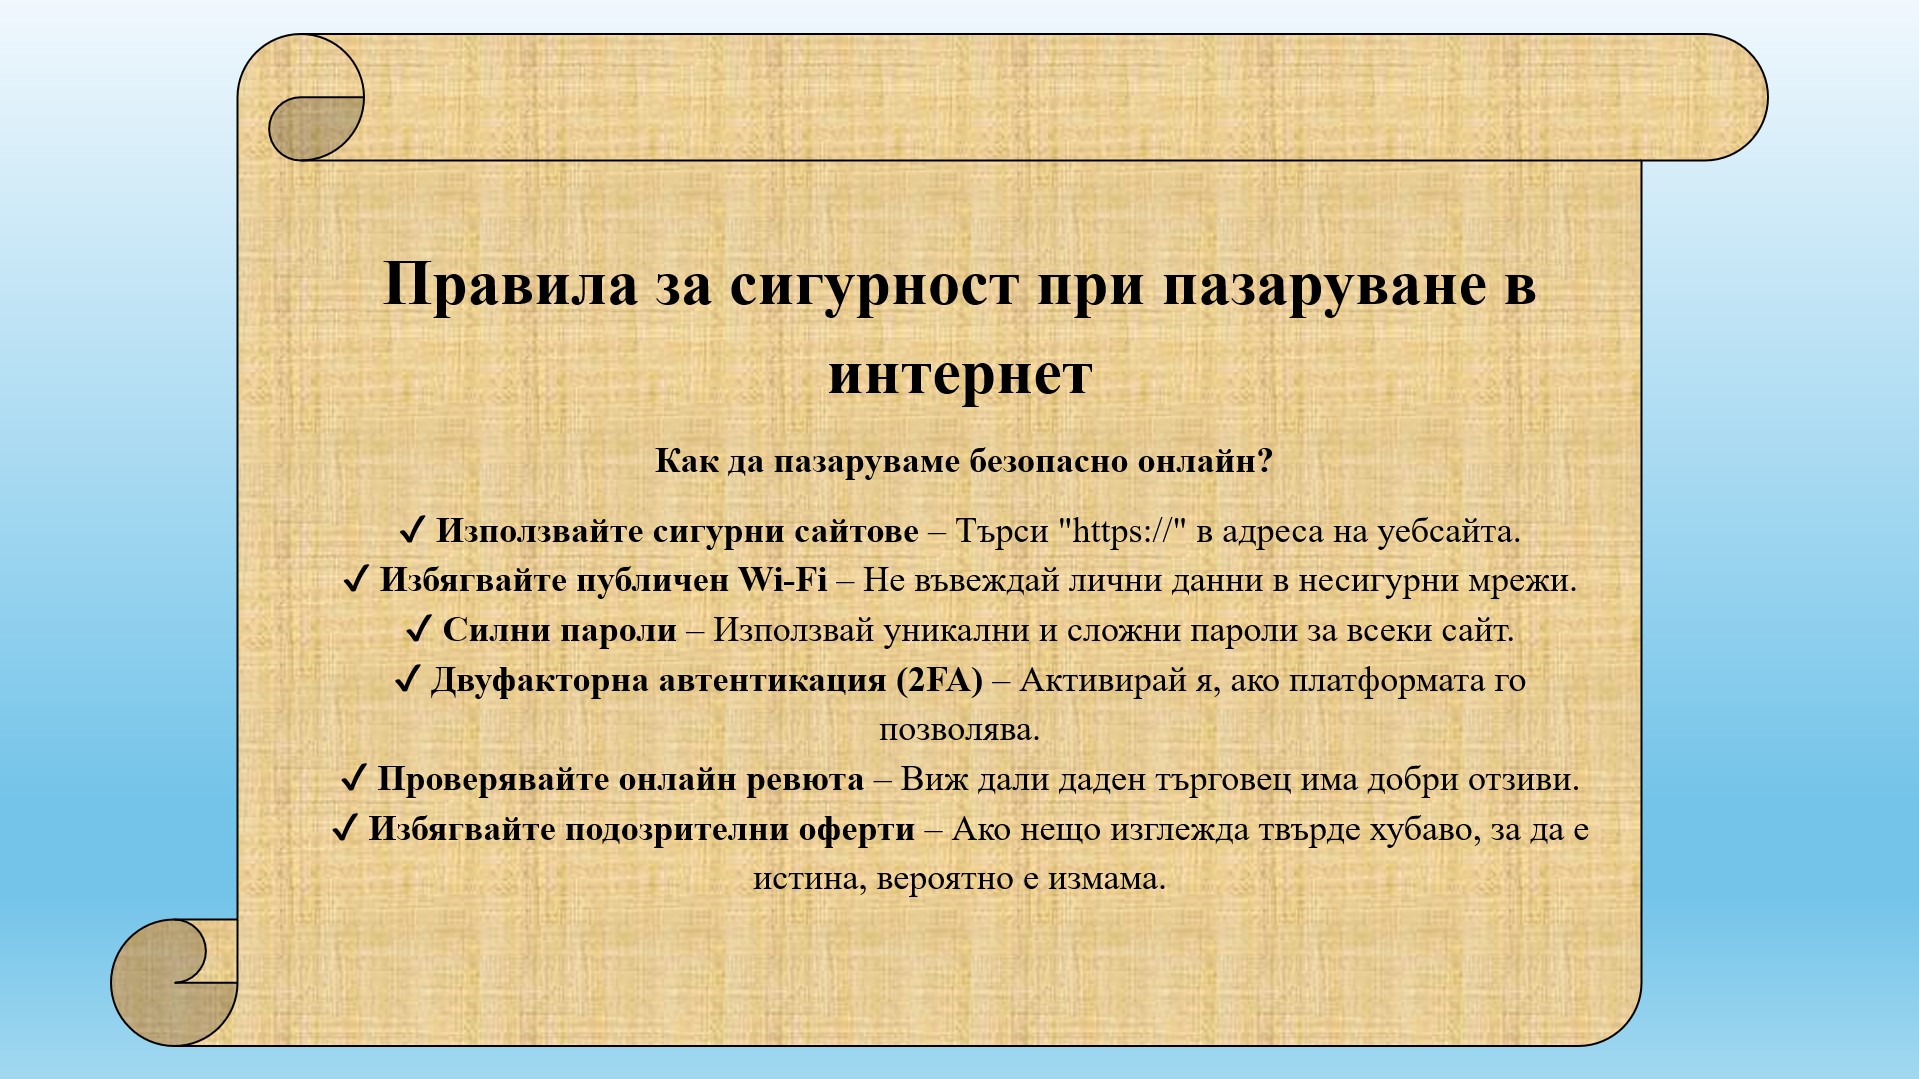 Правила за сигурност при пазаруване в
интернет
Как да пазаруваме безопасно онлайн?
✔ Използвайте сигурни сайтове – Търси "https://" в адреса на уебсайта.
✔ Избягвайте публичен Wi-Fi – Не въвеждай лични данни в несигурни мрежи.
✔ Силни пароли – Използвай уникални и сложни пароли за всеки сайт.
✔ Двуфакторна автентикация (2FA) – Активирай я, ако платформата го
позволява.
✔ Проверявайте онлайн ревюта – Виж дали даден търговец има добри отзиви.
✔ Избягвайте подозрителни оферти – Ако нещо изглежда твърде хубаво, за да е
истина, вероятно е измама.